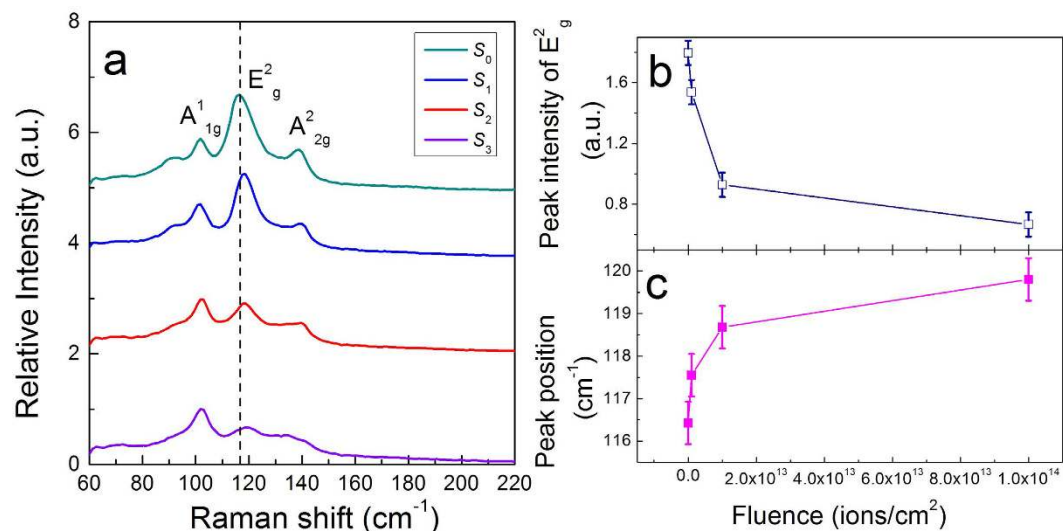 a
S₀
S₁
S₂
S₃
A¹₁g
E²g
A²₂g
8
6
4
2
0
60 80 100 120 140 160 180 200 220
Relative Intensity (a.u.)
Raman shift (cm⁻¹)
b
Peak intensity of E²g
(a.u.)
1.6
1.2
0.8
c
Peak position
(cm⁻¹)
120
119
118
117
116
0.0 2.0x10¹³ 4.0x10¹³ 6.0x10¹³ 8.0x10¹³ 1.0x10¹⁴
Fluence (ions/cm²)